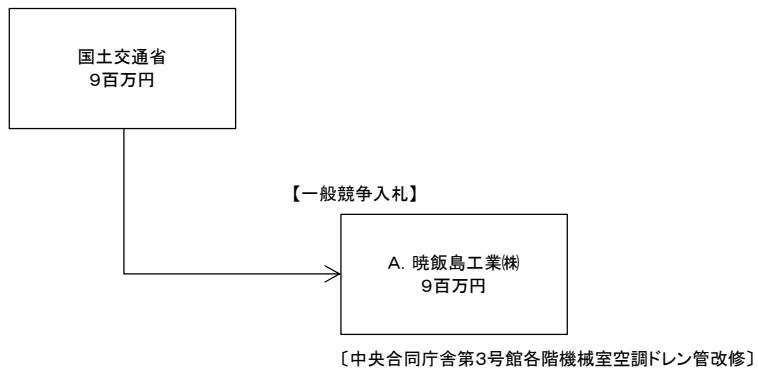 国土交通省
9百万円
【一般競争入札】
A. 暁飯島工業㈱
9百万円
〔中央合同庁舎第3号館各階機械室空調ドレン管改修〕